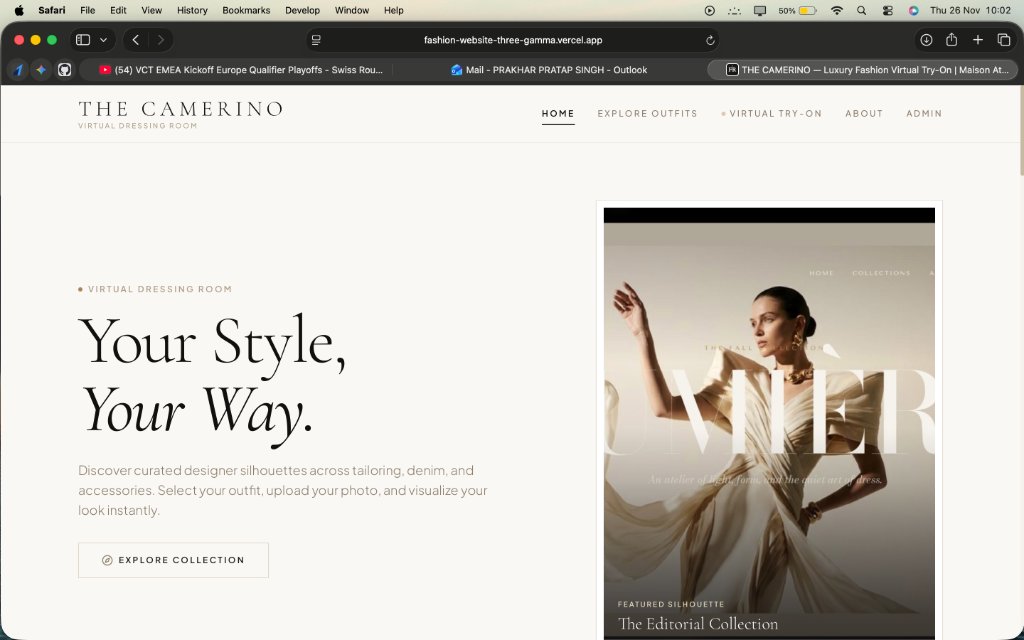 Safari File Edit View History Bookmarks Develop Window Help 50% Thu 26 Nov 10:02
fashion-website-three-gamma.vercel.app
(54) VCT EMEA Kickoff Europe Qualifier Playoffs - Swiss Rou...
Mail - PRAKHAR PRATAP SINGH - Outlook
THE CAMERINO — Luxury Fashion Virtual Try-On | Maison At...
THE CAMERINO
VIRTUAL DRESSING ROOM
HOME EXPLORE OUTFITS VIRTUAL TRY-ON ABOUT ADMIN
VIRTUAL DRESSING ROOM
Your Style,
Your Way.
Discover curated designer silhouettes across tailoring, denim, and
accessories. Select your outfit, upload your photo, and visualize your
look instantly.
EXPLORE COLLECTION
HOME COLLECTIONS A
THE FALL
UMIÈR
An atelier of light, form, and the quiet art of dress.
FEATURED SILHOUETTE
The Editorial Collection